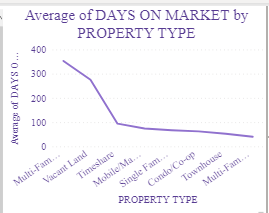 Average of DAYS ON MARKET by
PROPERTY TYPE
Average of DAYS O...
400
300
200
100
0
Multi-Fam...
Vacant Land
Timeshare
Mobile/Ma...
Single Fam...
Condo/Co-op
Townhouse
Multi-Fam...
PROPERTY TYPE